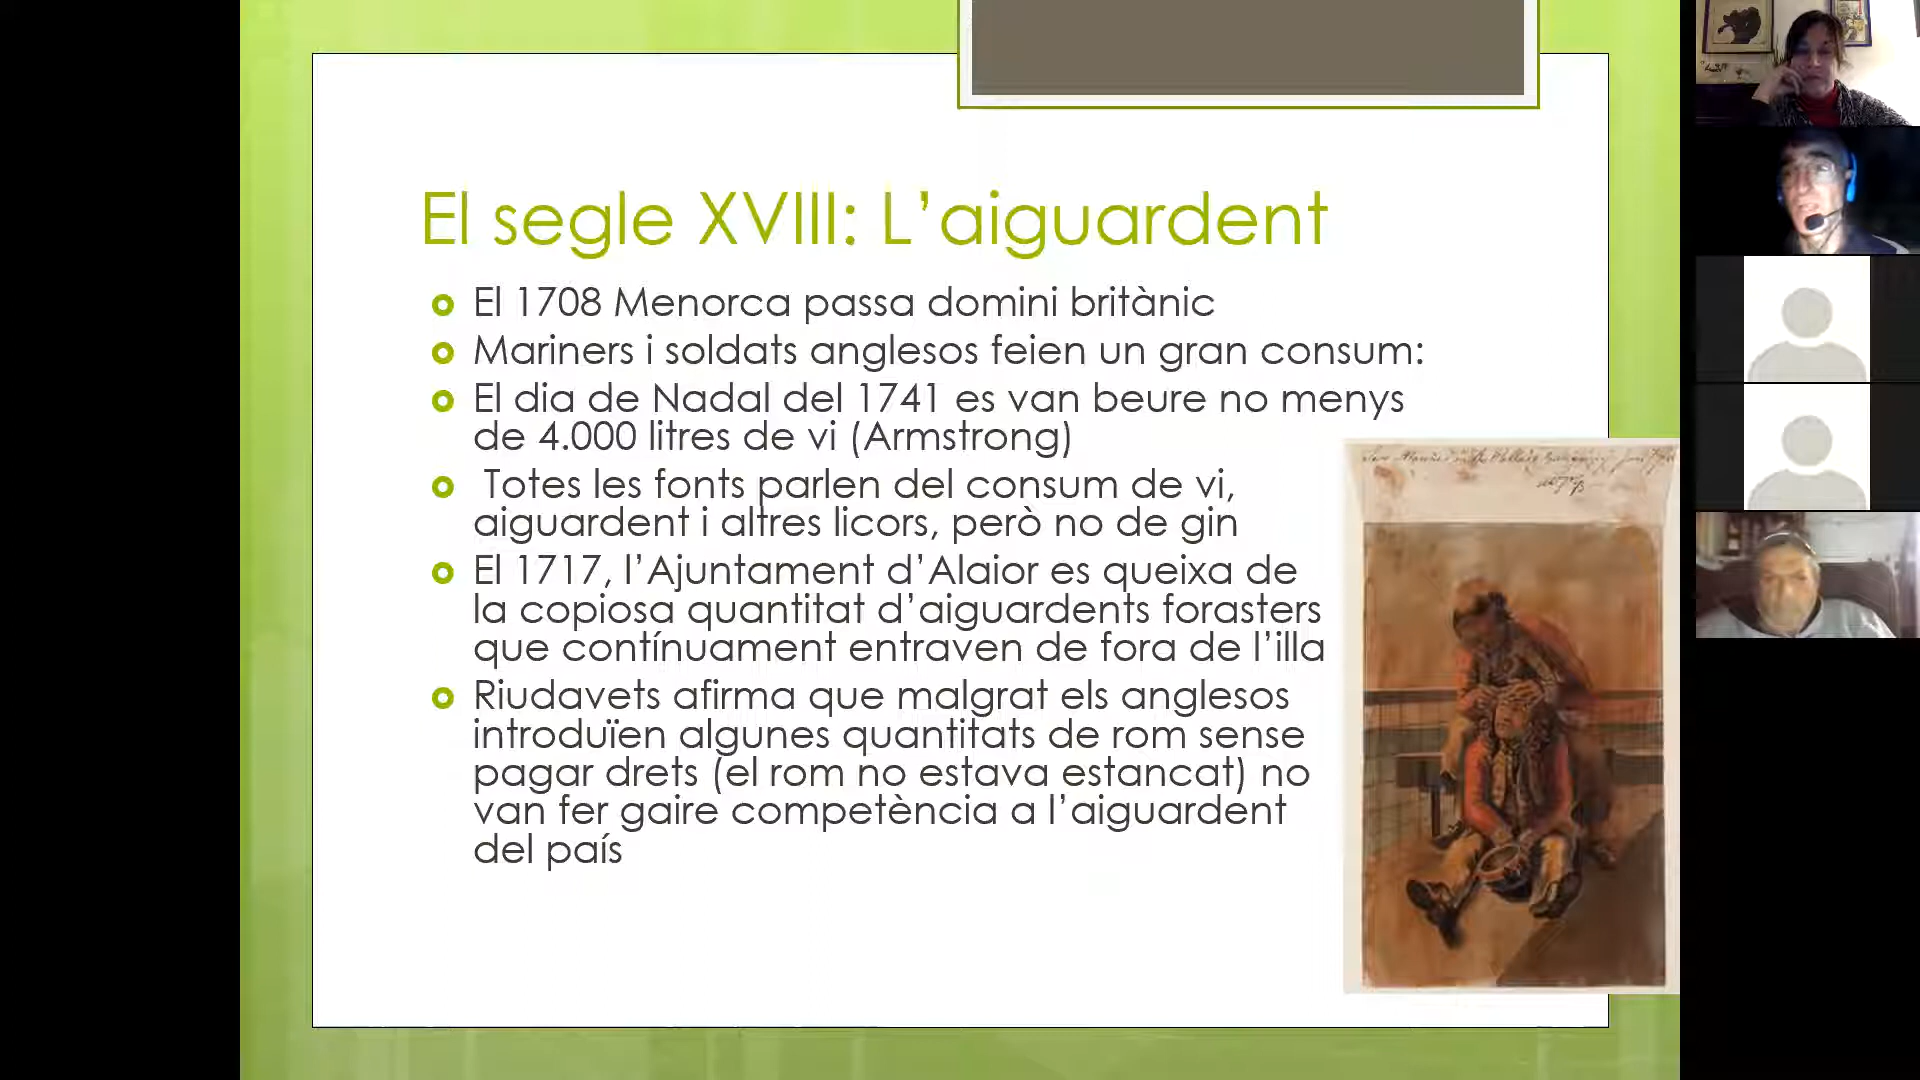 El segle XVIII: L’aiguardent
El 1708 Menorca passa domini britànic
Mariners i soldats anglesos feien un gran consum:
El dia de Nadal del 1741 es van beure no menys
de 4.000 litres de vi (Armstrong)
Totes les fonts parlen del consum de vi,
aiguardent i altres licors, però no de gin
El 1717, l’Ajuntament d’Alaior es queixa de
la copiosa quantitat d’aiguardents forasters
que contínuament entraven de fora de l’illa
Riudavets afirma que malgrat els anglesos
introduïen algunes quantitats de rom sense
pagar drets (el rom no estava estancat) no
van fer gaire competència a l’aiguardent
del país